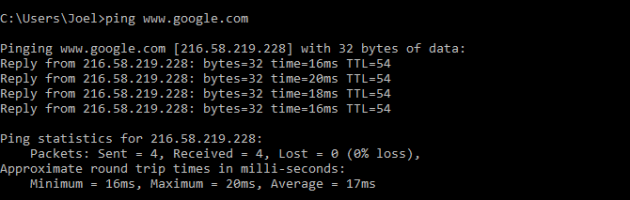 C:\Users\Joel>ping www.google.com
Pinging www.google.com [216.58.219.228] with 32 bytes of data:
Reply from 216.58.219.228: bytes=32 time=16ms TTL=54
Reply from 216.58.219.228: bytes=32 time=20ms TTL=54
Reply from 216.58.219.228: bytes=32 time=18ms TTL=54
Reply from 216.58.219.228: bytes=32 time=16ms TTL=54
Ping statistics for 216.58.219.228:
    Packets: Sent = 4, Received = 4, Lost = 0 (0% loss),
Approximate round trip times in milli-seconds:
    Minimum = 16ms, Maximum = 20ms, Average = 17ms